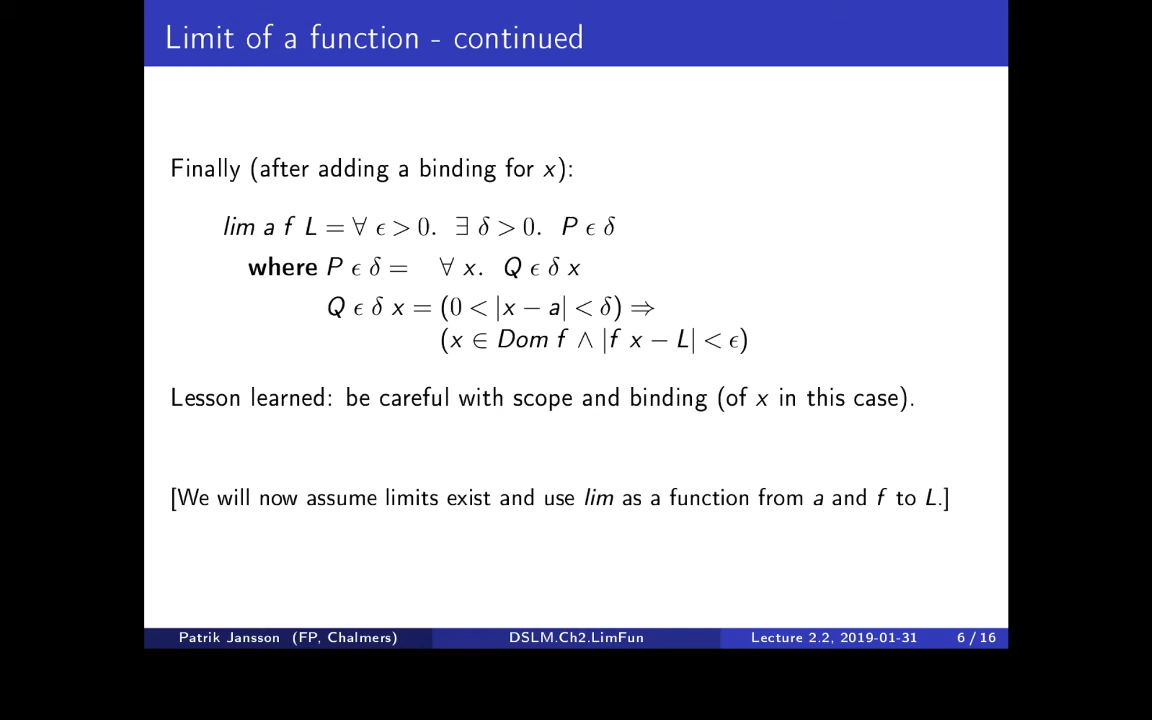 Limit of a function - continued
Finally (after adding a binding for x):
lim a f L = ∀ ϵ > 0. ∃ δ > 0. P ϵ δ
where P ϵ δ = ∀ x. Q ϵ δ x
Q ϵ δ x = (0 < |x − a| < δ) ⇒
(x ∈ Dom f ∧ |f x − L| < ϵ)
Lesson learned: be careful with scope and binding (of x in this case).
[We will now assume limits exist and use lim as a function from a and f to L.]
Patrik Jansson (FP, Chalmers) DSLM.Ch2.LimFun Lecture 2.2, 2019-01-31 6 / 16